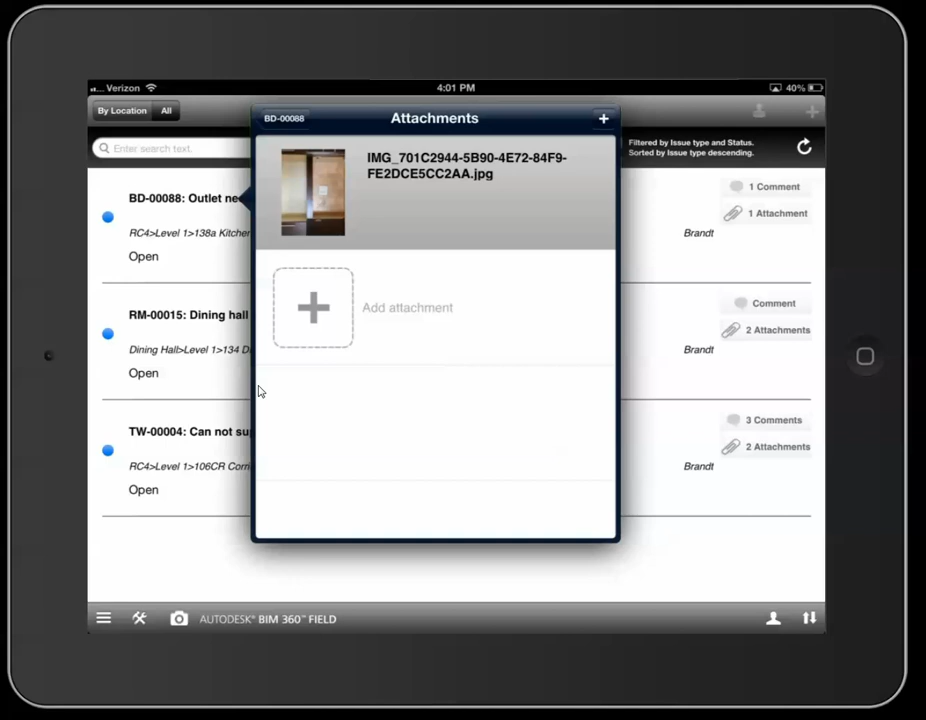 Verizon
4:01 PM
40%
By Location
All
Enter search text.
Filtered by Issue type and Status.
Sorted by Issue type descending.
BD-00088
Attachments
+
IMG_701C2944-5B90-4E72-84F9-
FE2DCE5CC2AA.jpg
Add attachment
BD-00088: Outlet ne
RC4>Level 1>138a Kitchen
Open
Brandt
1 Comment
1 Attachment
RM-00015: Dining hall
Dining Hall>Level 1>134 D
Open
Brandt
Comment
2 Attachments
TW-00004: Can not su
RC4>Level 1>106CR Corri
Open
Brandt
3 Comments
2 Attachments
AUTODESK® BIM 360™ FIELD